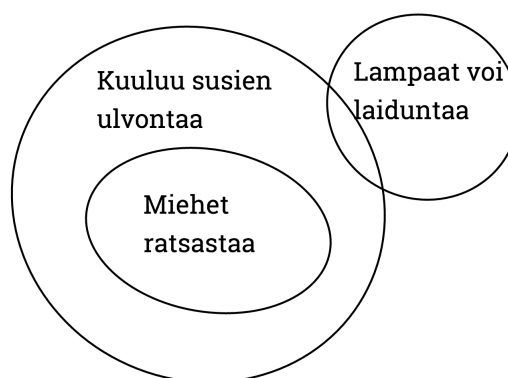 Kuuluu susien
ulvontaa
Lampaat voi
laiduntaa
Miehet
ratsastaa